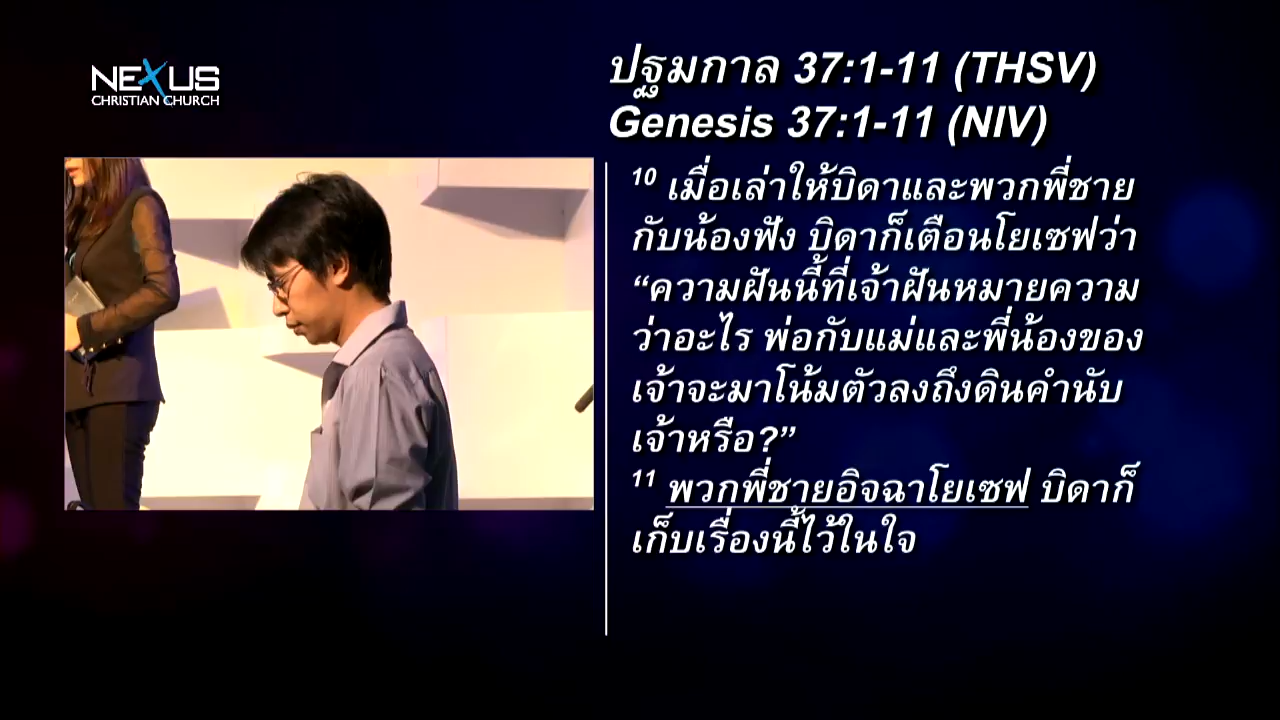 NEXUS
CHRISTIAN CHURCH
ปฐมกาล 37:1-11 (THSV)
Genesis 37:1-11 (NIV)
10 เมื่อเล่าให้บิดาและพวกพี่ชาย
กับน้องฟัง บิดาก็เตือนโยเซฟว่า
“ความฝันนี้ที่เจ้าฝันหมายความ
ว่าอะไร พ่อกับแม่และพี่น้องของ
เจ้าจะมาโน้มตัวลงถึงดินคำนับ
เจ้าหรือ?”
11 พวกพี่ชายอิจฉาโยเซฟ บิดาก็
เก็บเรื่องนี้ไว้ในใจ